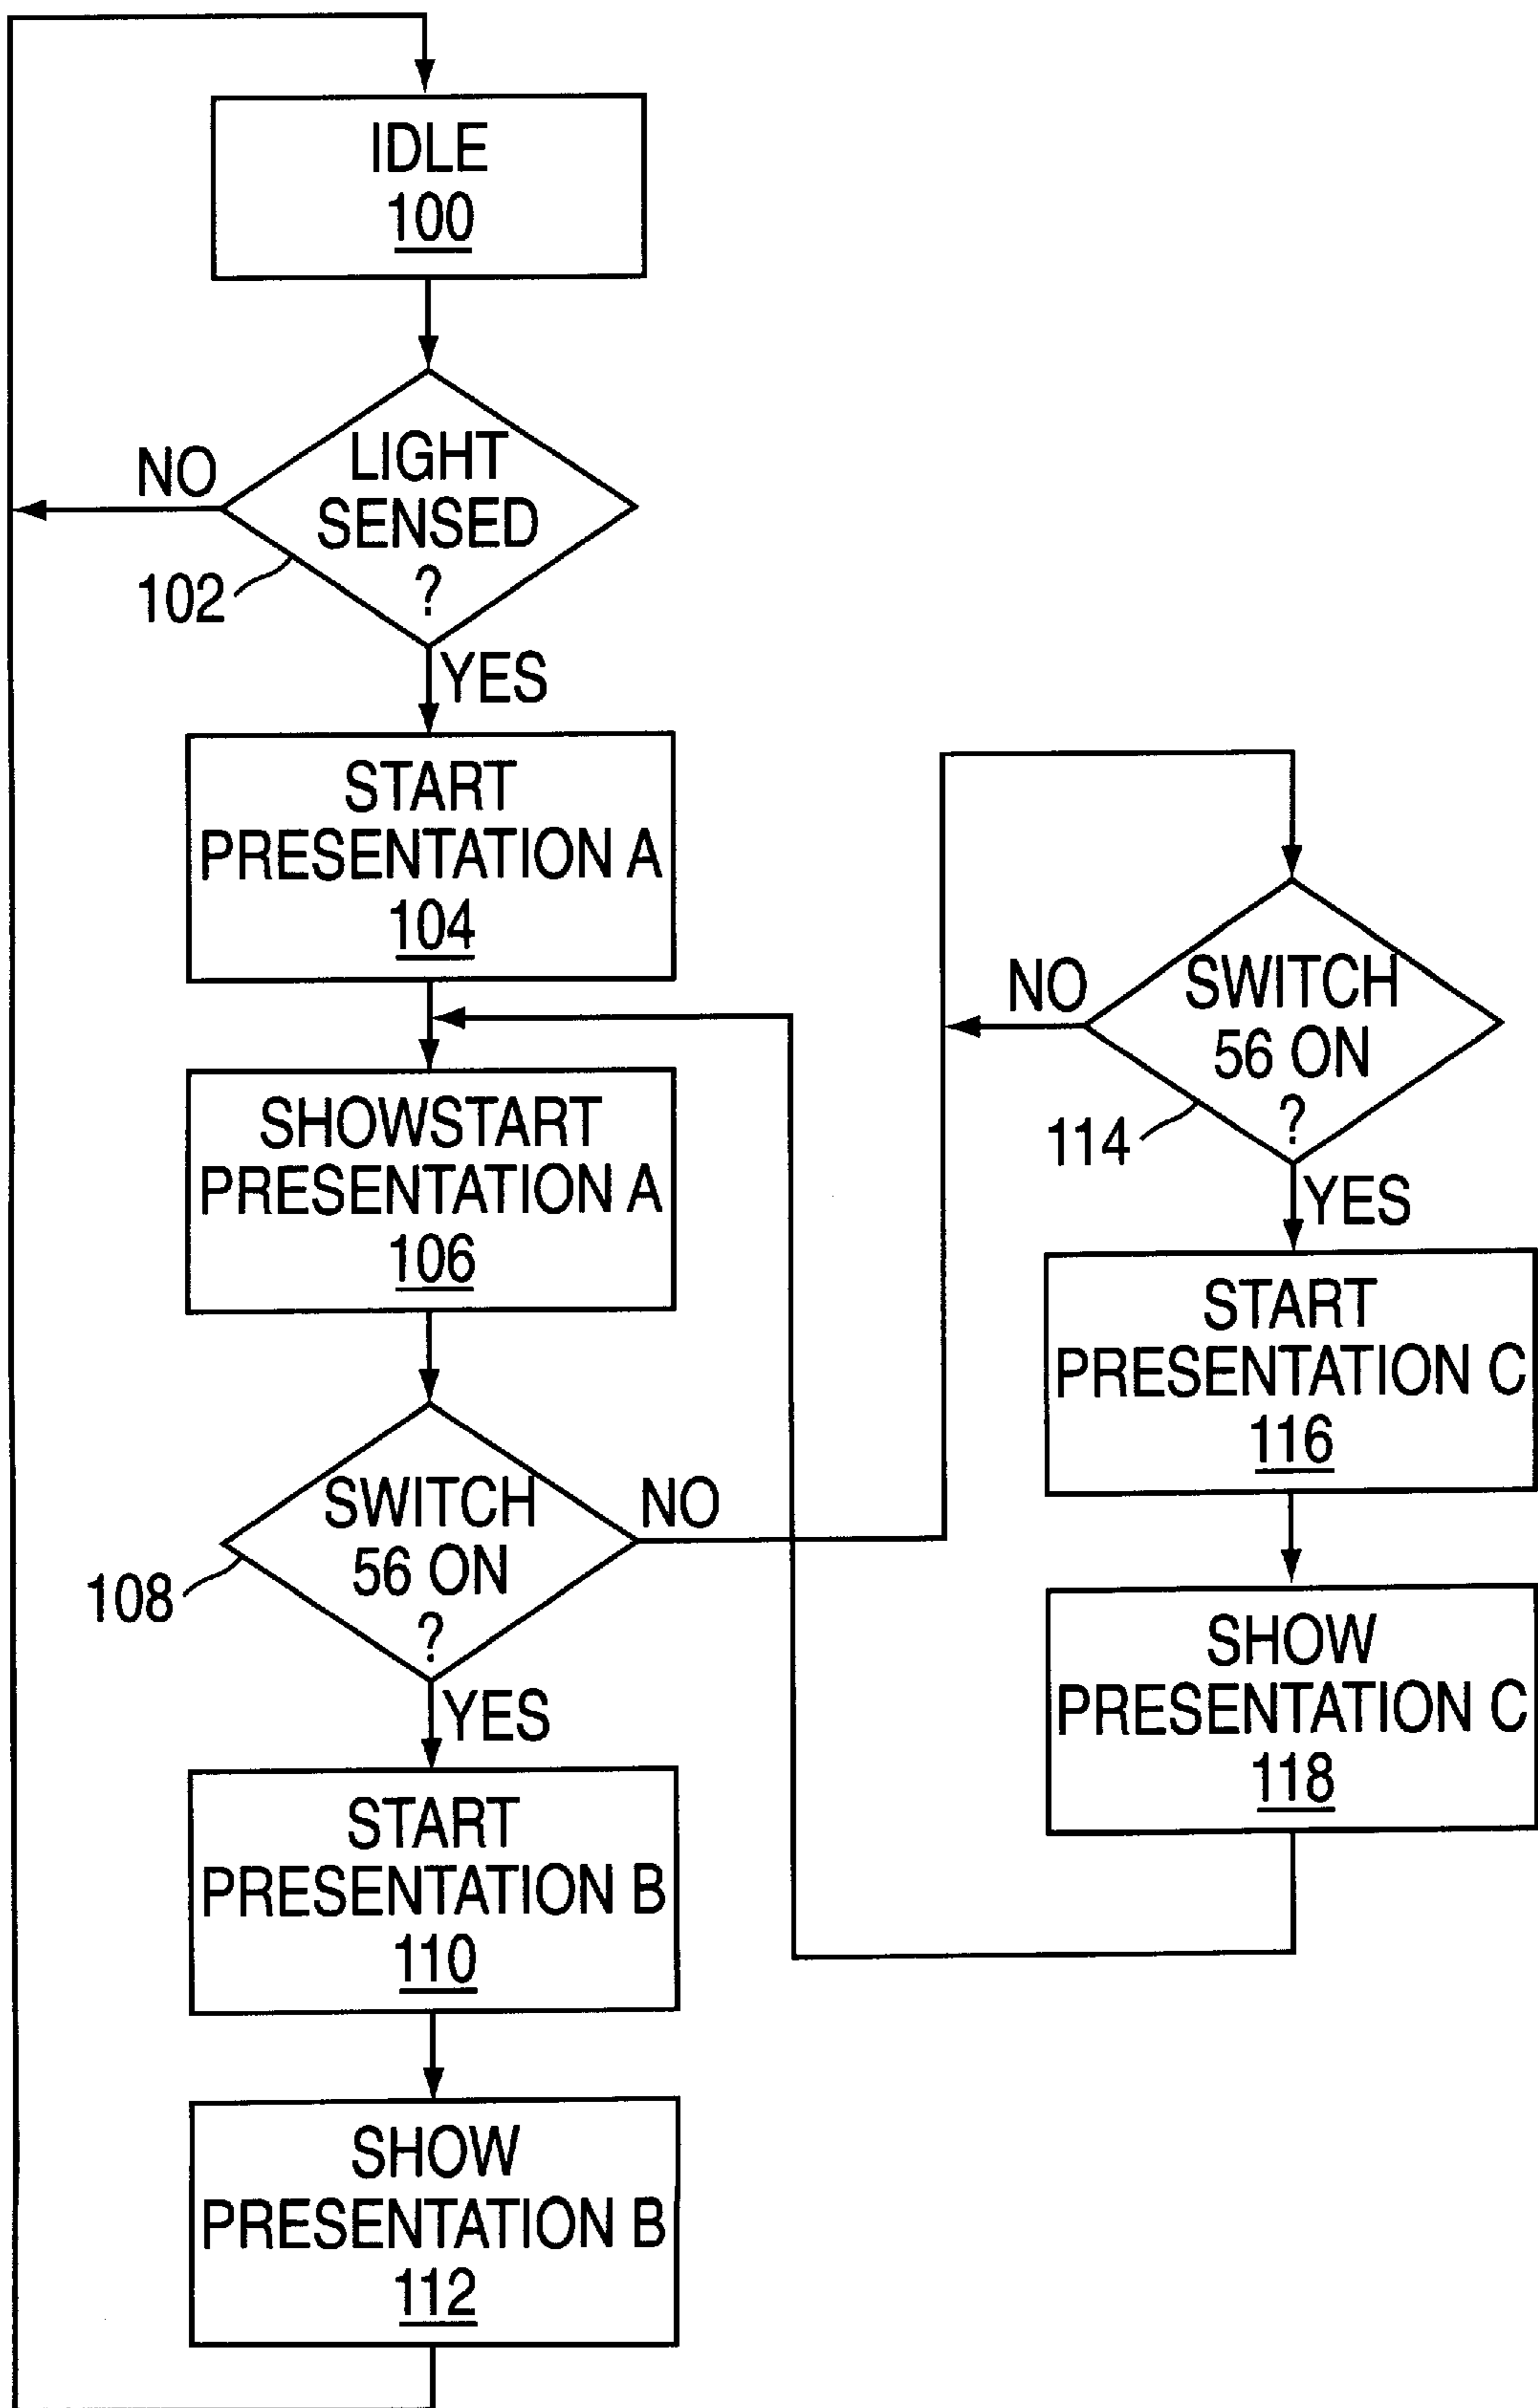 IDLE
100
NO
LIGHT
SENSED
?
102
YES
START
PRESENTATION A
104
SHOWSTART
PRESENTATION A
106
SWITCH
56 ON
?
NO
108
YES
START
PRESENTATION B
110
SHOW
PRESENTATION B
112
NO
SWITCH
56 ON
?
114
YES
START
PRESENTATION C
116
SHOW
PRESENTATION C
118